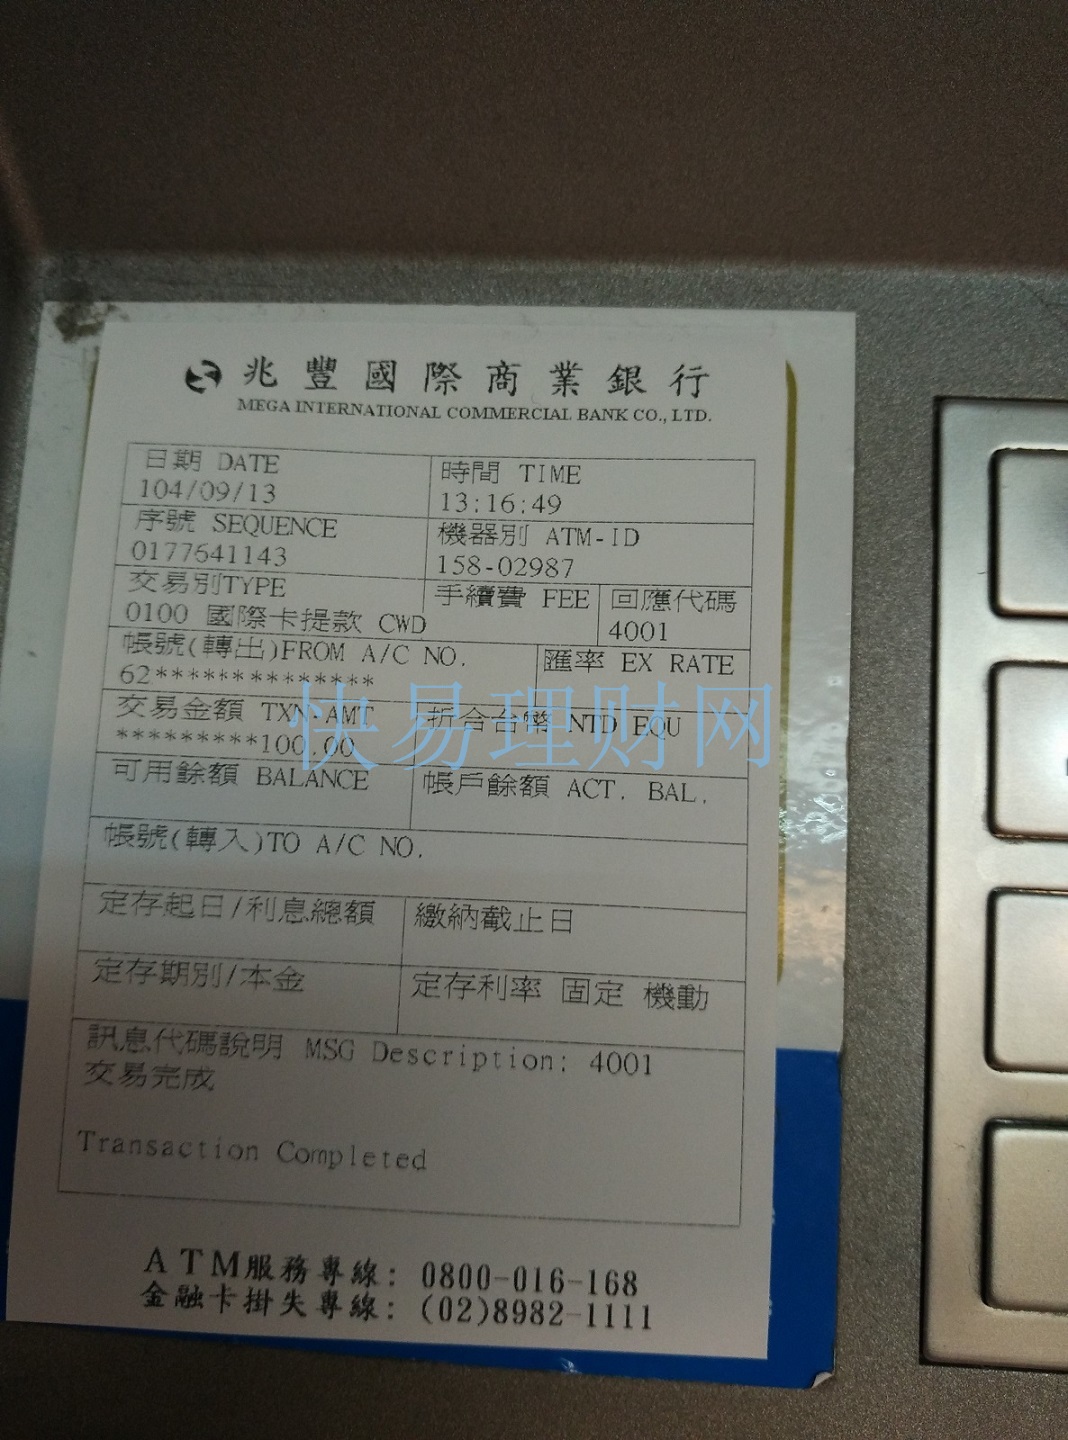 兆豐國際商業銀行
MEGA INTERNATIONAL COMMERCIAL BANK CO., LTD.
日期 DATE
104/09/13
時間 TIME
13:16:49
序號 SEQUENCE
0177641143
機器別 ATM-ID
158-02987
交易別TYPE
0100 國際卡提款 CWD
手續費 FEE
回應代碼
4001
帳號(轉出)FROM A/C NO.
62**************
匯率 EX RATE
交易金額 TXN-AMT
*********100.00
折合台幣 NTD EQU
快易理财网
可用餘額 BALANCE
帳戶餘額 ACT. BAL.
帳號(轉入)TO A/C NO.
定存起日/利息總額
繳納截止日
定存期別/本金
定存利率 固定 機動
訊息代碼說明 MSG Description: 4001
交易完成
Transaction Completed
ATM服務專線: 0800-016-168
金融卡掛失專線: (02)8982-1111